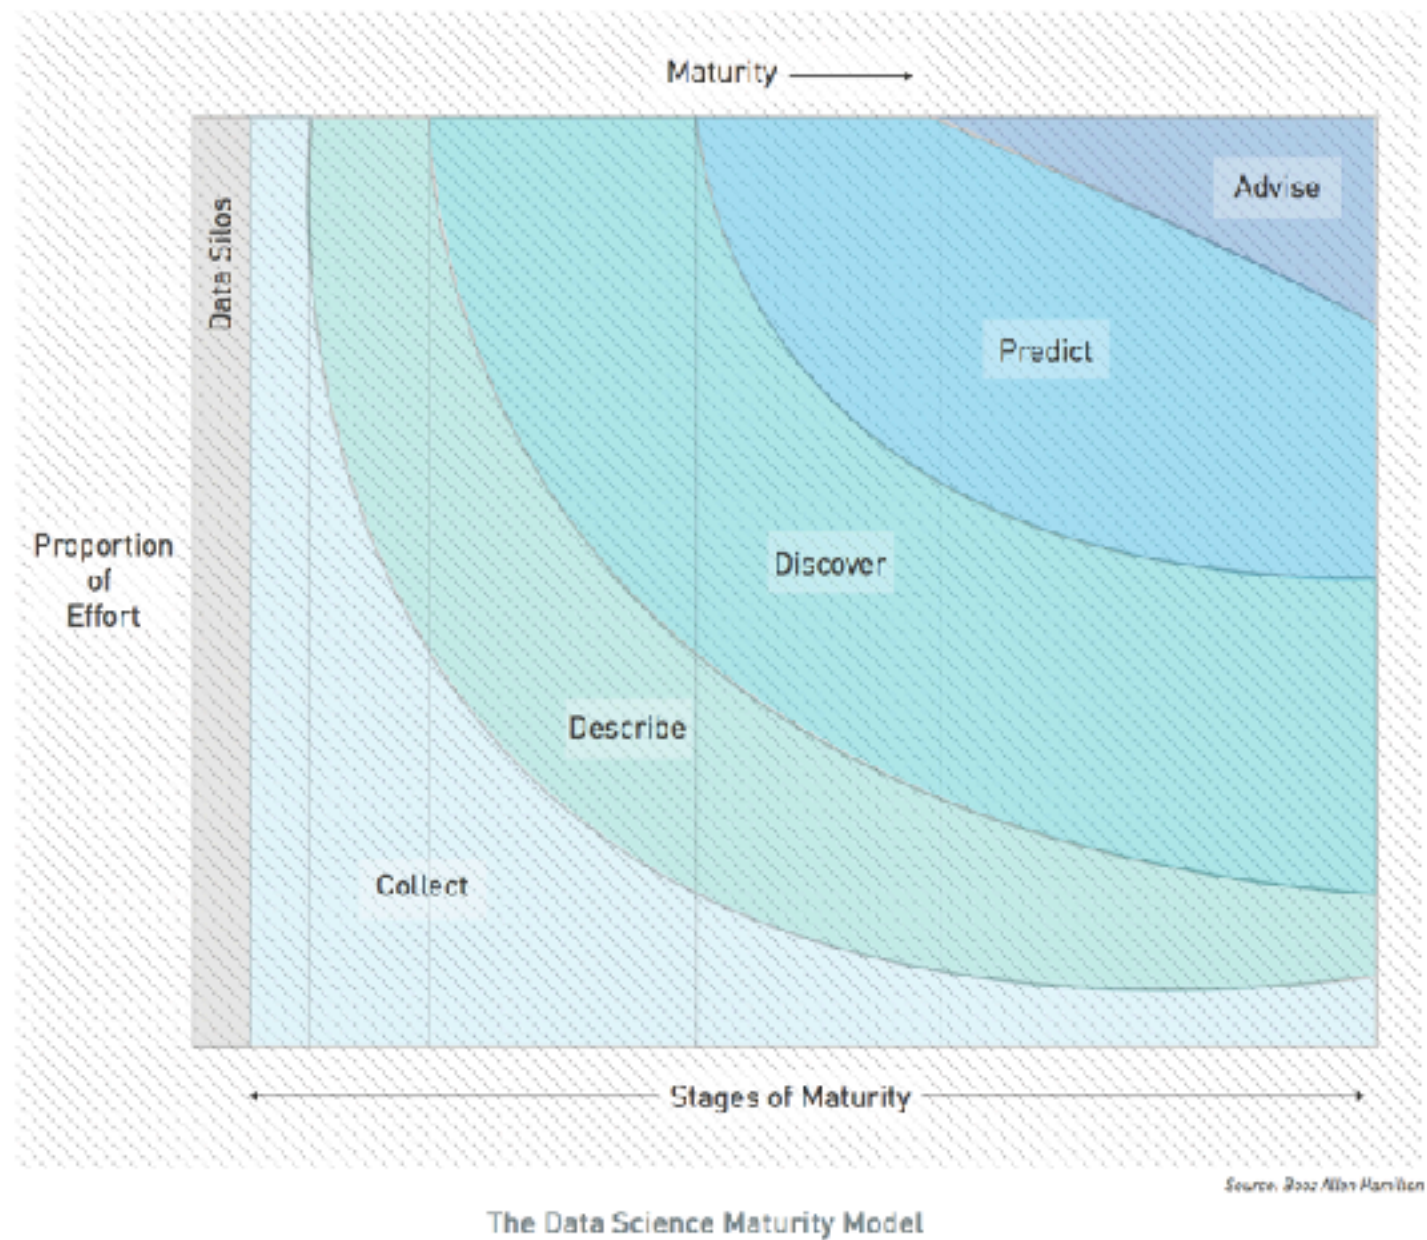 Maturity
Data Silos
Advise
Predict
Proportion
of
Effort
Discover
Describe
Collect
Stages of Maturity
Source: Booz Allen Hamilton
The Data Science Maturity Model